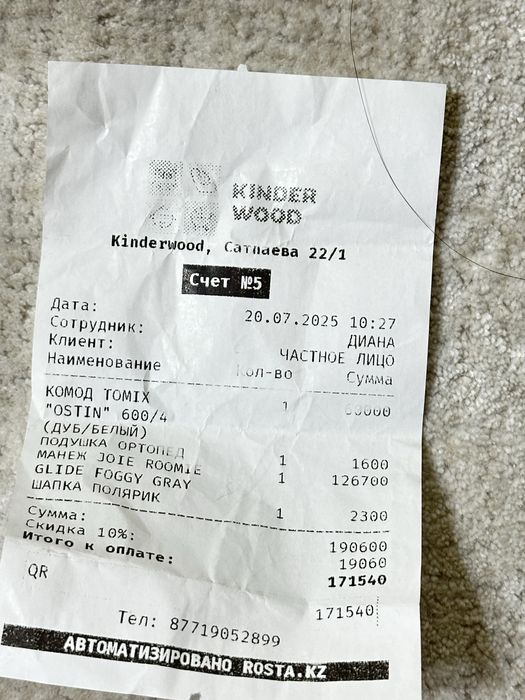 KINDER
WOOD
Kinderwood, Сатпаева 22/1
Счет №5
Дата: 20.07.2025 10:27
Сотрудник: ДИАНА
Клиент: ЧАСТНОЕ ЛИЦО
Наименование Кол-во Сумма
КОМОД TOMIX 1 60000
"OSTIN" 600/4
(ДУБ/БЕЛЫЙ)
ПОДУШКА ОРТОПЕД 1 1600
МАНЕЖ JOIE ROOMIE 1 126700
GLIDE FOGGY GRAY
ШАПКА ПОЛЯРИК 1 2300
Сумма: 190600
Скидка 10%: 19060
Итого к оплате: 171540
QR 171540
Тел: 87719052899
АВТОМАТИЗИРОВАНО ROSTA.KZ